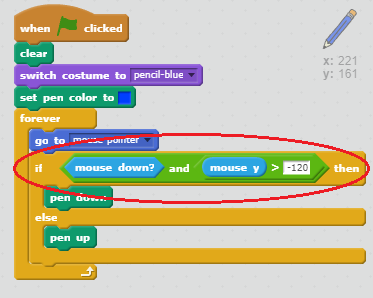 when clicked
clear
switch costume to pencil-blue
set pen color to
forever
go to mouse-pointer
if mouse down? and mouse y > -120 then
pen down
else
pen up
x: 221
y: 161